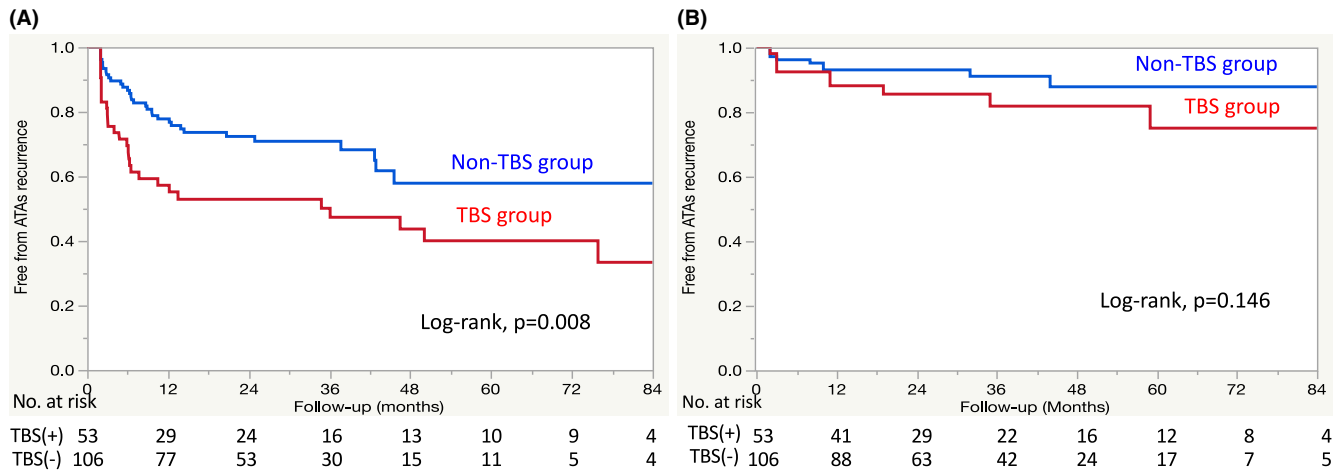 (A)
1.0
0.8
0.6
0.4
0.2
0.0
Free from ATAs recurrence
Non-TBS group
TBS group
Log-rank, p=0.008
0 12 24 36 48 60 72 84
Follow-up (months)
No. at risk
TBS(+) 53 29 24 16 13 10 9 4
TBS(-) 106 77 53 30 15 11 5 4
(B)
1.0
0.8
0.6
0.4
0.2
0.0
Free from ATAs recurrence
Non-TBS group
TBS group
Log-rank, p=0.146
0 12 24 36 48 60 72 84
Follow-up (Months)
No. at risk
TBS(+) 53 41 29 22 16 12 8 4
TBS(-) 106 88 63 42 24 17 7 5